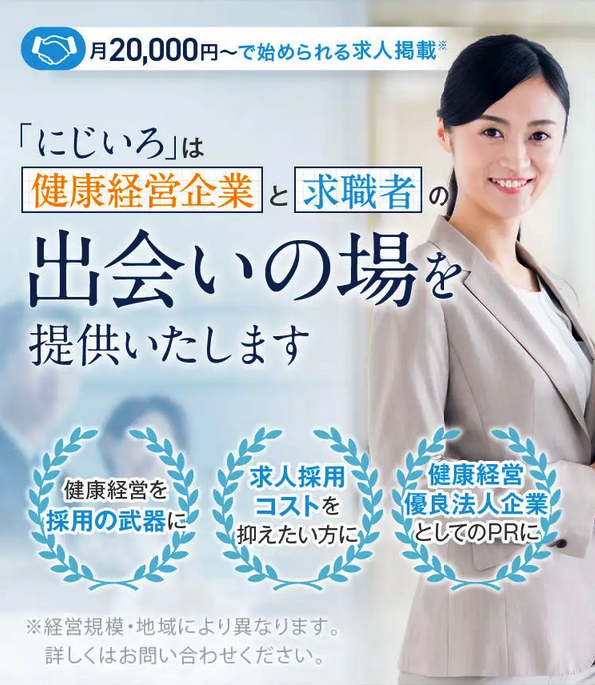 月20,000円〜で始められる求人掲載※
「にじいろ」は
健康経営企業と求職者の
出会いの場を
提供いたします
健康経営を
採用の武器に
求人採用
コストを
抑えたい方に
健康経営
優良法人企業
としてのPRに
※経営規模・地域により異なります。
詳しくはお問い合わせください。